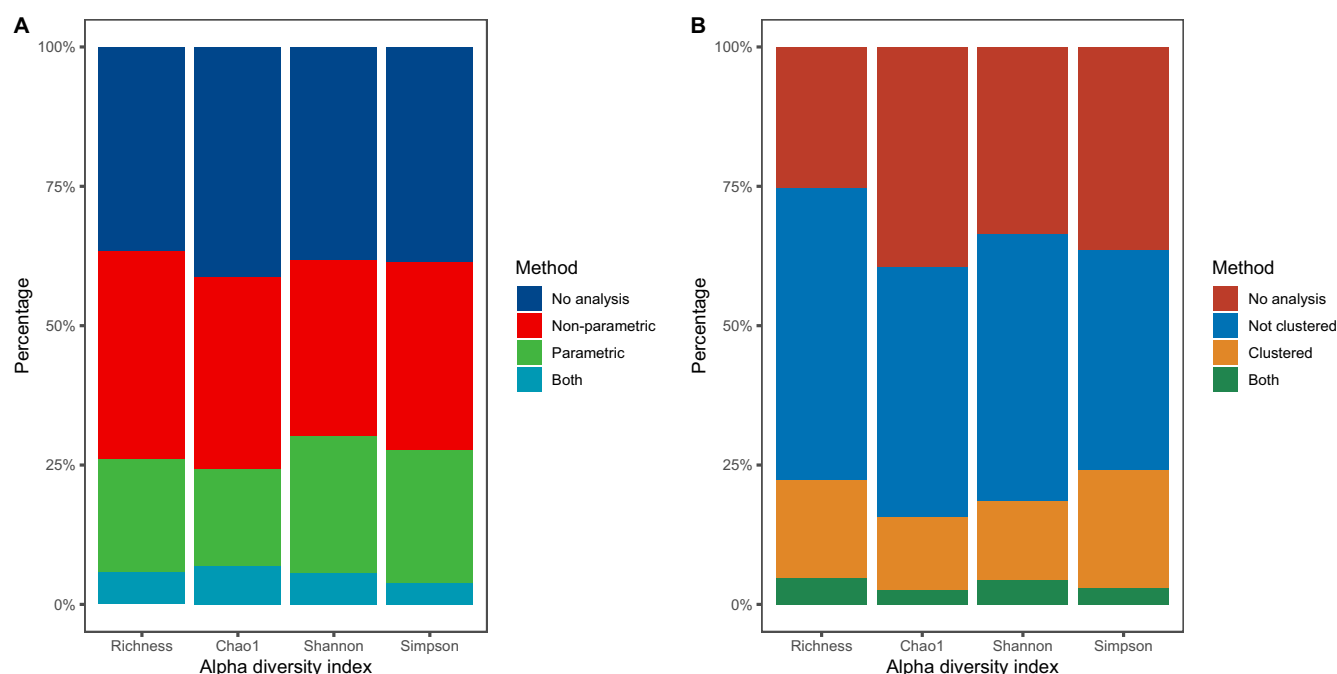 A
100%
75%
50%
25%
0%
Percentage
Richness Chao1 Shannon Simpson
Alpha diversity index
Method
No analysis
Non-parametric
Parametric
Both
B
100%
75%
50%
25%
0%
Percentage
Richness Chao1 Shannon Simpson
Alpha diversity index
Method
No analysis
Not clustered
Clustered
Both